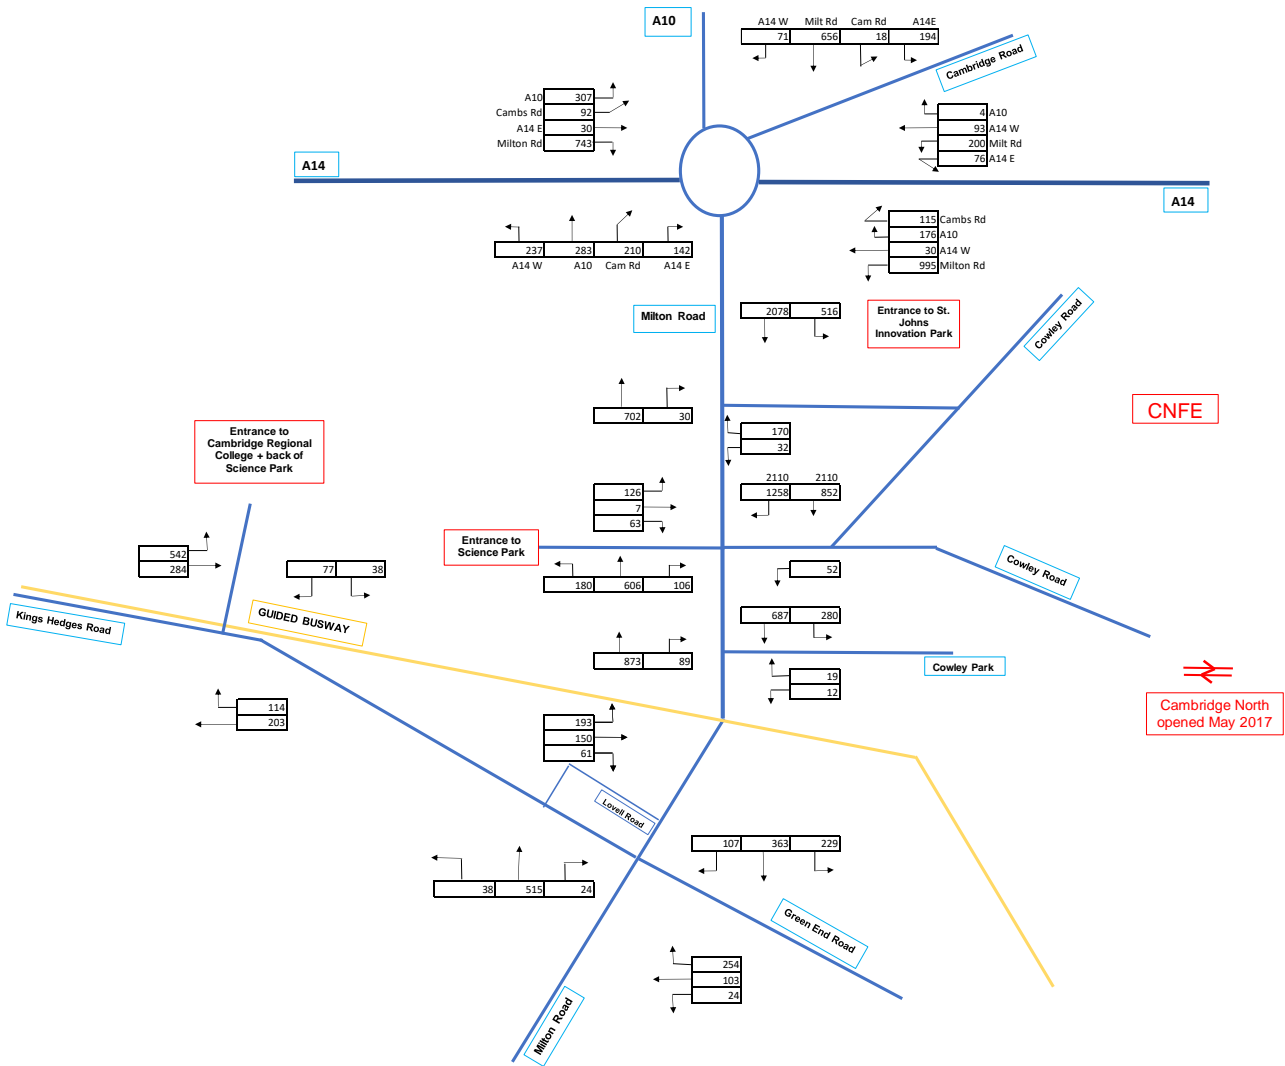 A10
A14 W Milt Rd Cam Rd A14E
71 656 18 194
Cambridge Road
A10 307
Cambs Rd 92
A14 E 30
Milton Rd 743
4 A10
93 A14 W
200 Milt Rd
76 A14 E
A14
A14
237 283 210 142
A14 W A10 Cam Rd A14 E
115 Cambs Rd
176 A10
30 A14 W
995 Milton Rd
Milton Road
2078 516
Entrance to St.
Johns
Innovation Park
Cowley Road
702 30
CNFE
Entrance to
Cambridge Regional
College + back of
Science Park
170
32
126
7
63
2110 2110
1258 852
Entrance to
Science Park
542
284
77 38
180 606 106
52
Cowley Road
Kings Hedges Road
GUIDED BUSWAY
687 280
873 89
Cowley Park
19
12
Cambridge North
opened May 2017
114
203
193
150
61
Lovell Road
107 363 229
38 515 24
Green End Road
254
103
24
Milton Road